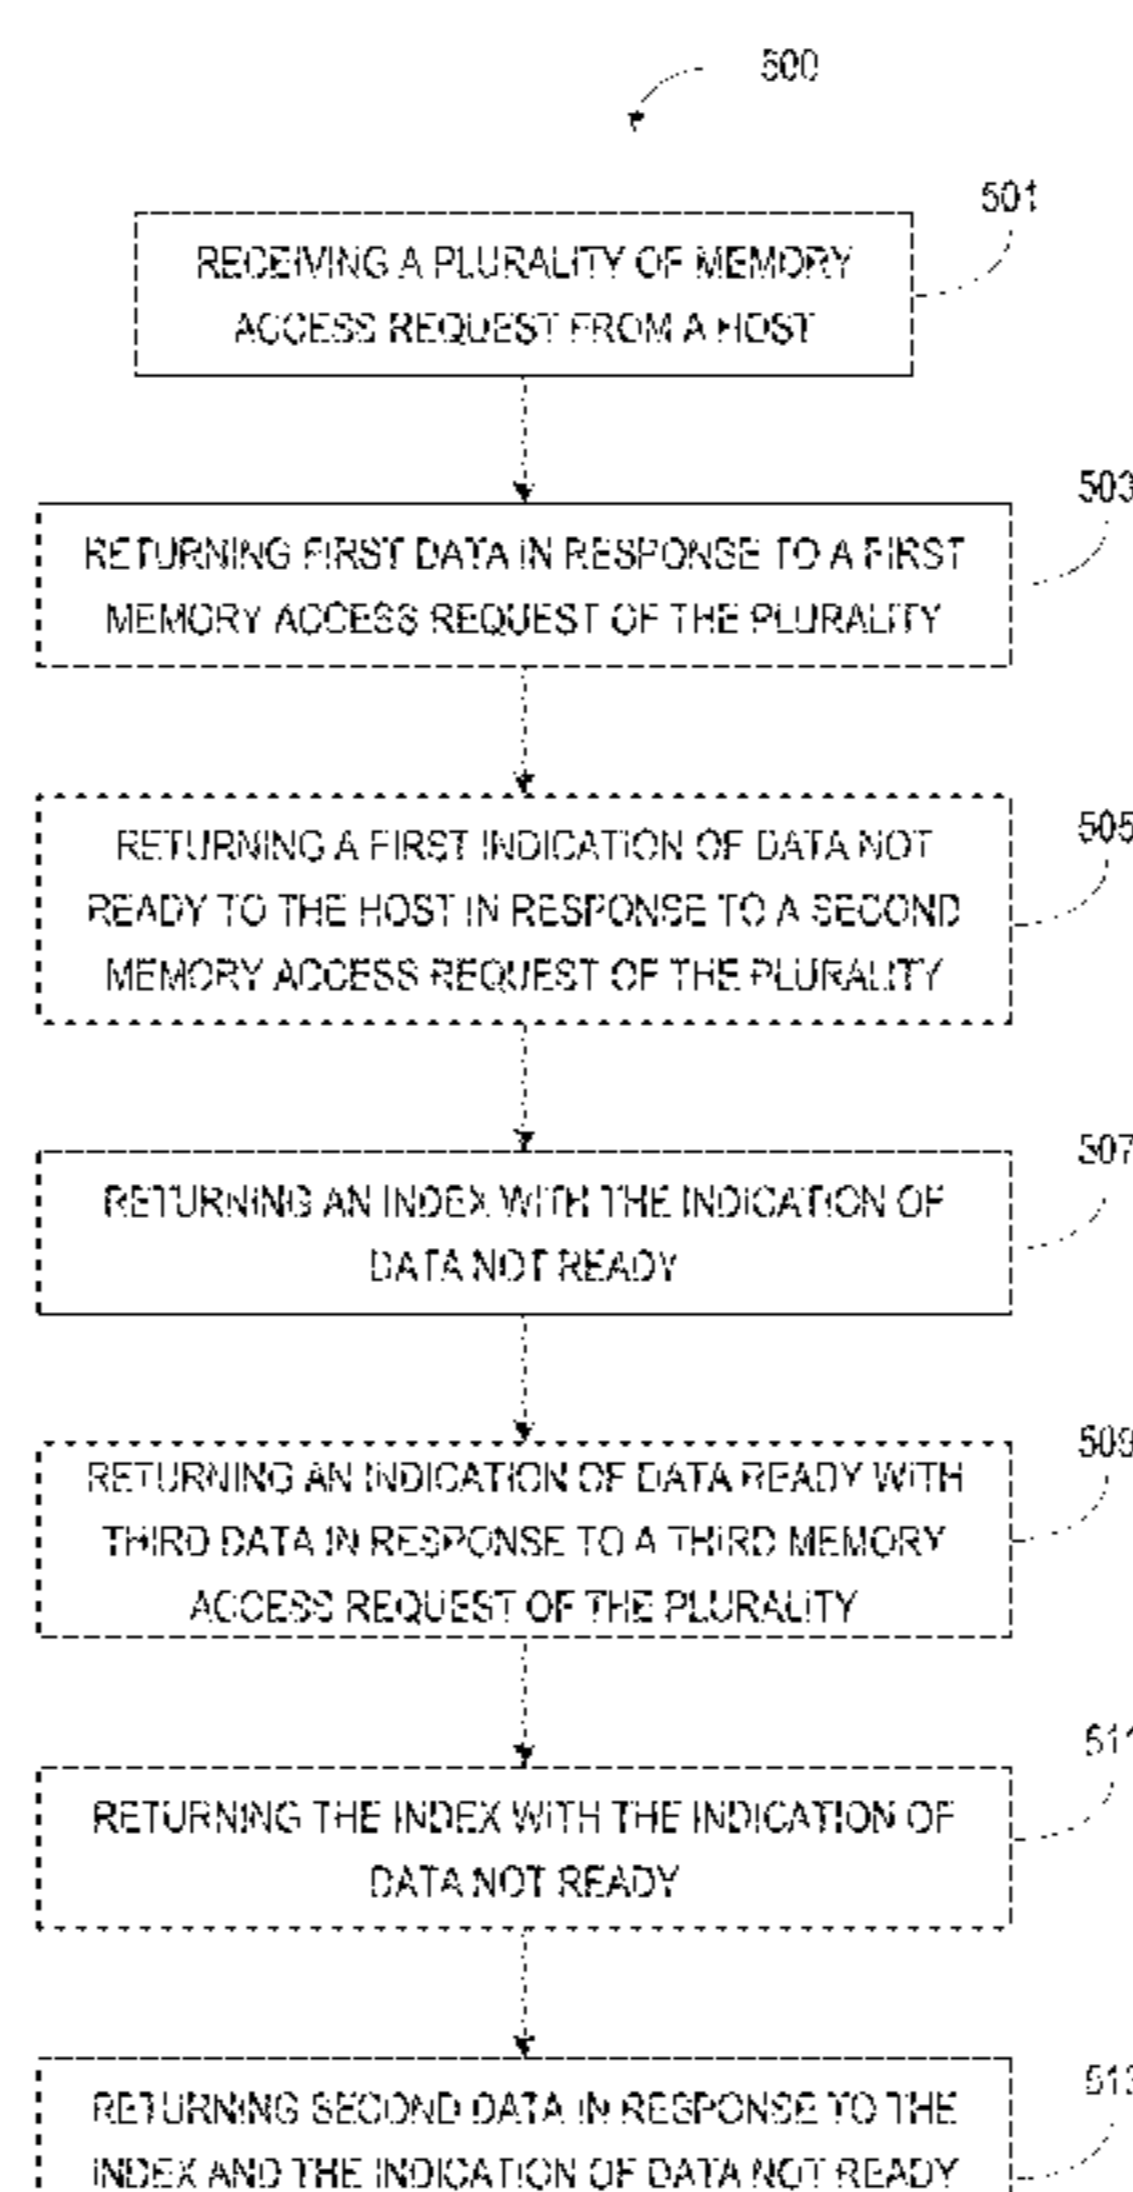 500
501
RECEIVING A PLURALITY OF MEMORY
ACCESS REQUEST FROM A HOST
503
RETURNING FIRST DATA IN RESPONSE TO A FIRST
MEMORY ACCESS REQUEST OF THE PLURALITY
505
RETURNING A FIRST INDICATION OF DATA NOT
READY TO THE HOST IN RESPONSE TO A SECOND
MEMORY ACCESS REQUEST OF THE PLURALITY
507
RETURNING AN INDEX WITH THE INDICATION OF
DATA NOT READY
509
RETURNING AN INDICATION OF DATA READY WITH
THIRD DATA IN RESPONSE TO A THIRD MEMORY
ACCESS REQUEST OF THE PLURALITY
511
RETURNING THE INDEX WITH THE INDICATION OF
DATA NOT READY
513
RETURNING SECOND DATA IN RESPONSE TO THE
INDEX AND THE INDICATION OF DATA NOT READY